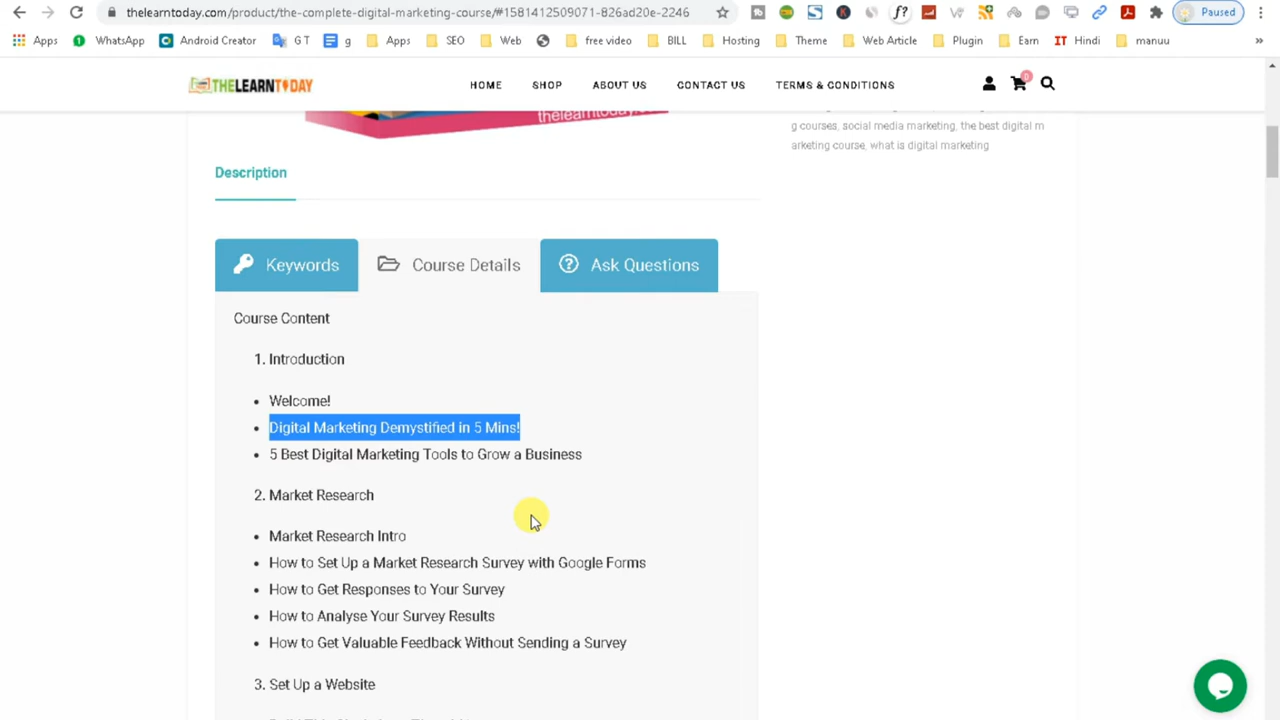 thelearntoday.com/product/the-complete-digital-marketing-course/#1581412509071-826ad20e-2246
Paused
Apps WhatsApp Android Creator G T g Apps SEO Web free video BILL Hosting Theme Web Article Plugin Earn IT Hindi manuu »
THELEARNTODAY HOME SHOP ABOUT US CONTACT US TERMS & CONDITIONS 0
g courses, social media marketing, the best digital m
arketing course, what is digital marketing
Description
Keywords Course Details Ask Questions
Course Content
1. Introduction
• Welcome!
• Digital Marketing Demystified in 5 Mins!
• 5 Best Digital Marketing Tools to Grow a Business
2. Market Research
• Market Research Intro
• How to Set Up a Market Research Survey with Google Forms
• How to Get Responses to Your Survey
• How to Analyse Your Survey Results
• How to Get Valuable Feedback Without Sending a Survey
3. Set Up a Website